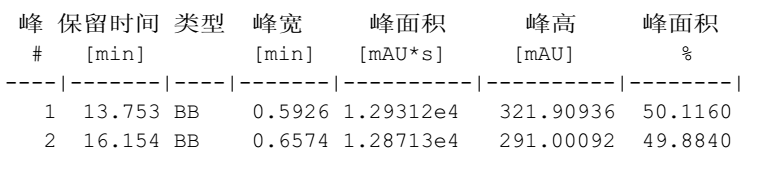 峰 保留时间 类型 峰宽 峰面积 峰高 峰面积
# [min] [min] [mAU*s] [mAU] %
----|-------|----|-------|----------|----------|--------|
1 13.753 BB 0.5926 1.29312e4 321.90936 50.1160
2 16.154 BB 0.6574 1.28713e4 291.00092 49.8840